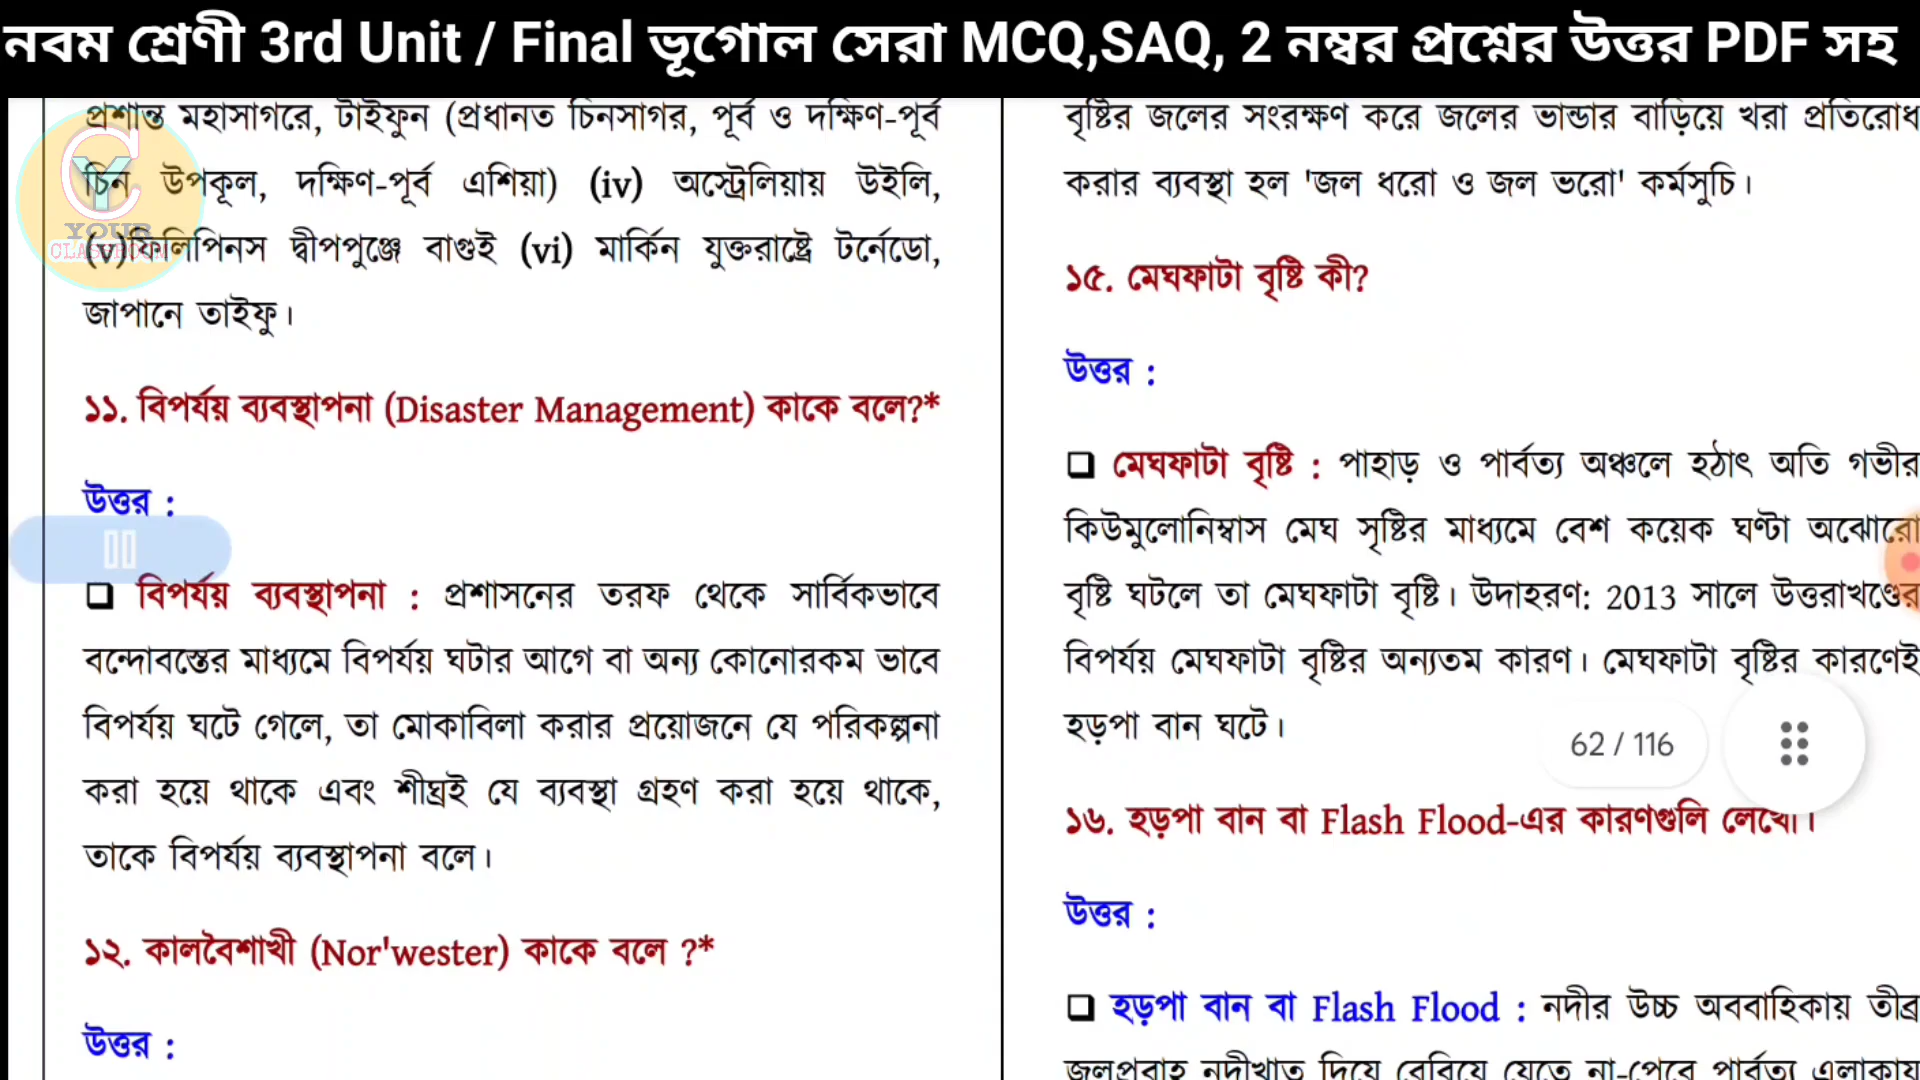 নবম শ্রেণী 3rd Unit / Final ভূগোল সেরা MCQ,SAQ, 2 নম্বর প্রশ্নের উত্তর PDF সহ
প্রশান্ত মহাসাগরে, টাইফুন (প্রধানত চিনসাগর, পূর্ব ও দক্ষিণ-পূর্ব
চিন উপকূল, দক্ষিণ-পূর্ব এশিয়া) (iv) অস্ট্রেলিয়ায় উইলি,
(v)ফিলিপিনস দ্বীপপুঞ্জে বাগুই (vi) মার্কিন যুক্তরাষ্ট্রে টর্নেডো,
জাপানে তাইফু।
YOUR
CLASSROOM
১১. বিপর্যয় ব্যবস্থাপনা (Disaster Management) কাকে বলে?*
উত্তর :
❑ বিপর্যয় ব্যবস্থাপনা : প্রশাসনের তরফ থেকে সার্বিকভাবে
বন্দোবস্তের মাধ্যমে বিপর্যয় ঘটার আগে বা অন্য কোনোরকম ভাবে
বিপর্যয় ঘটে গেলে, তা মোকাবিলা করার প্রয়োজনে যে পরিকল্পনা
করা হয়ে থাকে এবং শীঘ্রই যে ব্যবস্থা গ্রহণ করা হয়ে থাকে,
তাকে বিপর্যয় ব্যবস্থাপনা বলে।
১২. কালবৈশাখী (Nor'wester) কাকে বলে ?*
উত্তর :
বৃষ্টির জলের সংরক্ষণ করে জলের ভান্ডার বাড়িয়ে খরা প্রতিরোধ
করার ব্যবস্থা হল 'জল ধরো ও জল ভরো' কর্মসুচি।
১৫. মেঘফাটা বৃষ্টি কী?
উত্তর :
❑ মেঘফাটা বৃষ্টি : পাহাড় ও পার্বত্য অঞ্চলে হঠাৎ অতি গভীর
কিউমুলোনিম্বাস মেঘ সৃষ্টির মাধ্যমে বেশ কয়েক ঘণ্টা অঝোরো
বৃষ্টি ঘটলে তা মেঘফাটা বৃষ্টি। উদাহরণ: 2013 সালে উত্তরাখণ্ডের
বিপর্যয় মেঘফাটা বৃষ্টির অন্যতম কারণ। মেঘফাটা বৃষ্টির কারণেই
হড়পা বান ঘটে।
62 / 116
১৬. হড়পা বান বা Flash Flood-এর কারণগুলি লেখো।
উত্তর :
❑ হড়পা বান বা Flash Flood : নদীর উচ্চ অববাহিকায় তীব্র
জলপ্রবাহ নদীখাত দিয়ে বেরিয়ে যেতে না-পেরে পার্বত্য এলাকায়